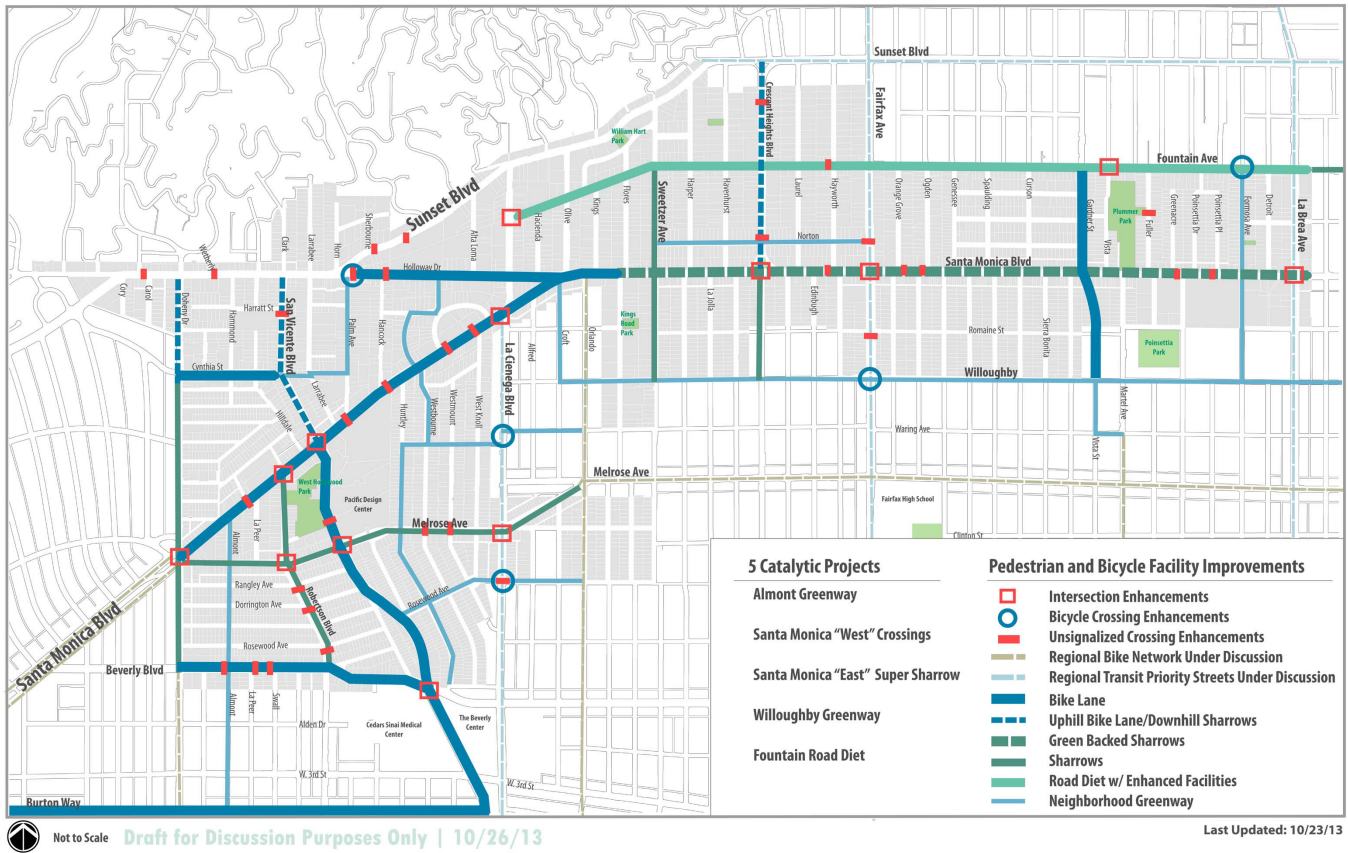 Sunset Blvd
Crescent Heights Blvd
Fairfax Ave
William Hart
Park
Fountain Ave
Sunset Blvd
Sweetzer Ave
Flores
Kings
Olive
Hacienda
Harper
Havenhurst
Laurel
Hayworth
Orange Grove
Ogden
Genessee
Spaulding
Curson
Gardner St
Vista
Plummer
Park
Fuller
Greenacre
Poinsettia Dr
Poinsettia Pl
Formosa Ave
Detroit
La Brea Ave
Alta Loma
Sherbourne
Horn
Larrabee
Clark
Wetherly
Norton
Holloway Dr
Santa Monica Blvd
Cory
Carol
Doheny Dr
Harratt St
Hammond
San Vicente Blvd
Palm Ave
Hancock
La Cienega Blvd
Alfred
Croft
Orlando
Kings
Road
Park
La Jolla
Edinbugh
Romaine St
Sierra Bonita
Poinsettia
Park
Cynthia St
Larrabee
Hilldale
Huntley
Westbourne
Westmount
West Knoll
Willoughby
Martel Ave
Vista St
Waring Ave
Melrose Ave
West Hollywood
Park
Pacific Design
Center
Melrose Ave
Fairfax High School
Clinton St
Almont
La Peer
Rangley Ave
Dorrington Ave
Robertson Blvd
Rosewood Ave
Rosewood Ave
Santa Monica Blvd
Beverly Blvd
Almont
La Peer
Swall
Alden Dr
Cedars Sinai Medical
Center
The Beverly
Center
W. 3rd St
W. 3rd St
Burton Way
5 Catalytic Projects
Almont Greenway
Santa Monica “West” Crossings
Santa Monica “East” Super Sharrow
Willoughby Greenway
Fountain Road Diet
Pedestrian and Bicycle Facility Improvements
Intersection Enhancements
Bicycle Crossing Enhancements
Unsignalized Crossing Enhancements
Regional Bike Network Under Discussion
Regional Transit Priority Streets Under Discussion
Bike Lane
Uphill Bike Lane/Downhill Sharrows
Green Backed Sharrows
Sharrows
Road Diet w/ Enhanced Facilities
Neighborhood Greenway
Not to Scale
Draft for Discussion Purposes Only | 10/26/13
Last Updated: 10/23/13